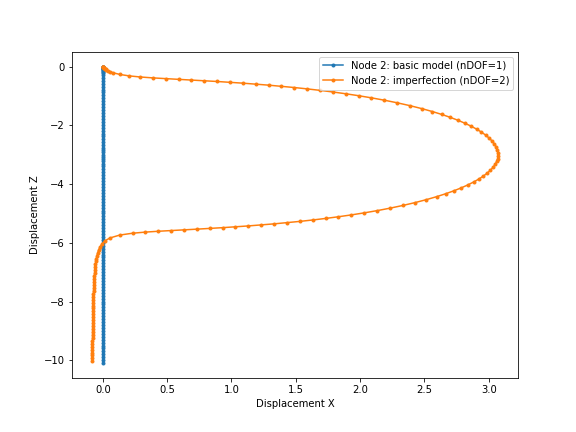 Node 2: basic model (nDOF=1)
Node 2: imperfection (nDOF=2)
0
−2
−4
−6
−8
−10
Displacement Z
0.0 0.5 1.0 1.5 2.0 2.5 3.0
Displacement X